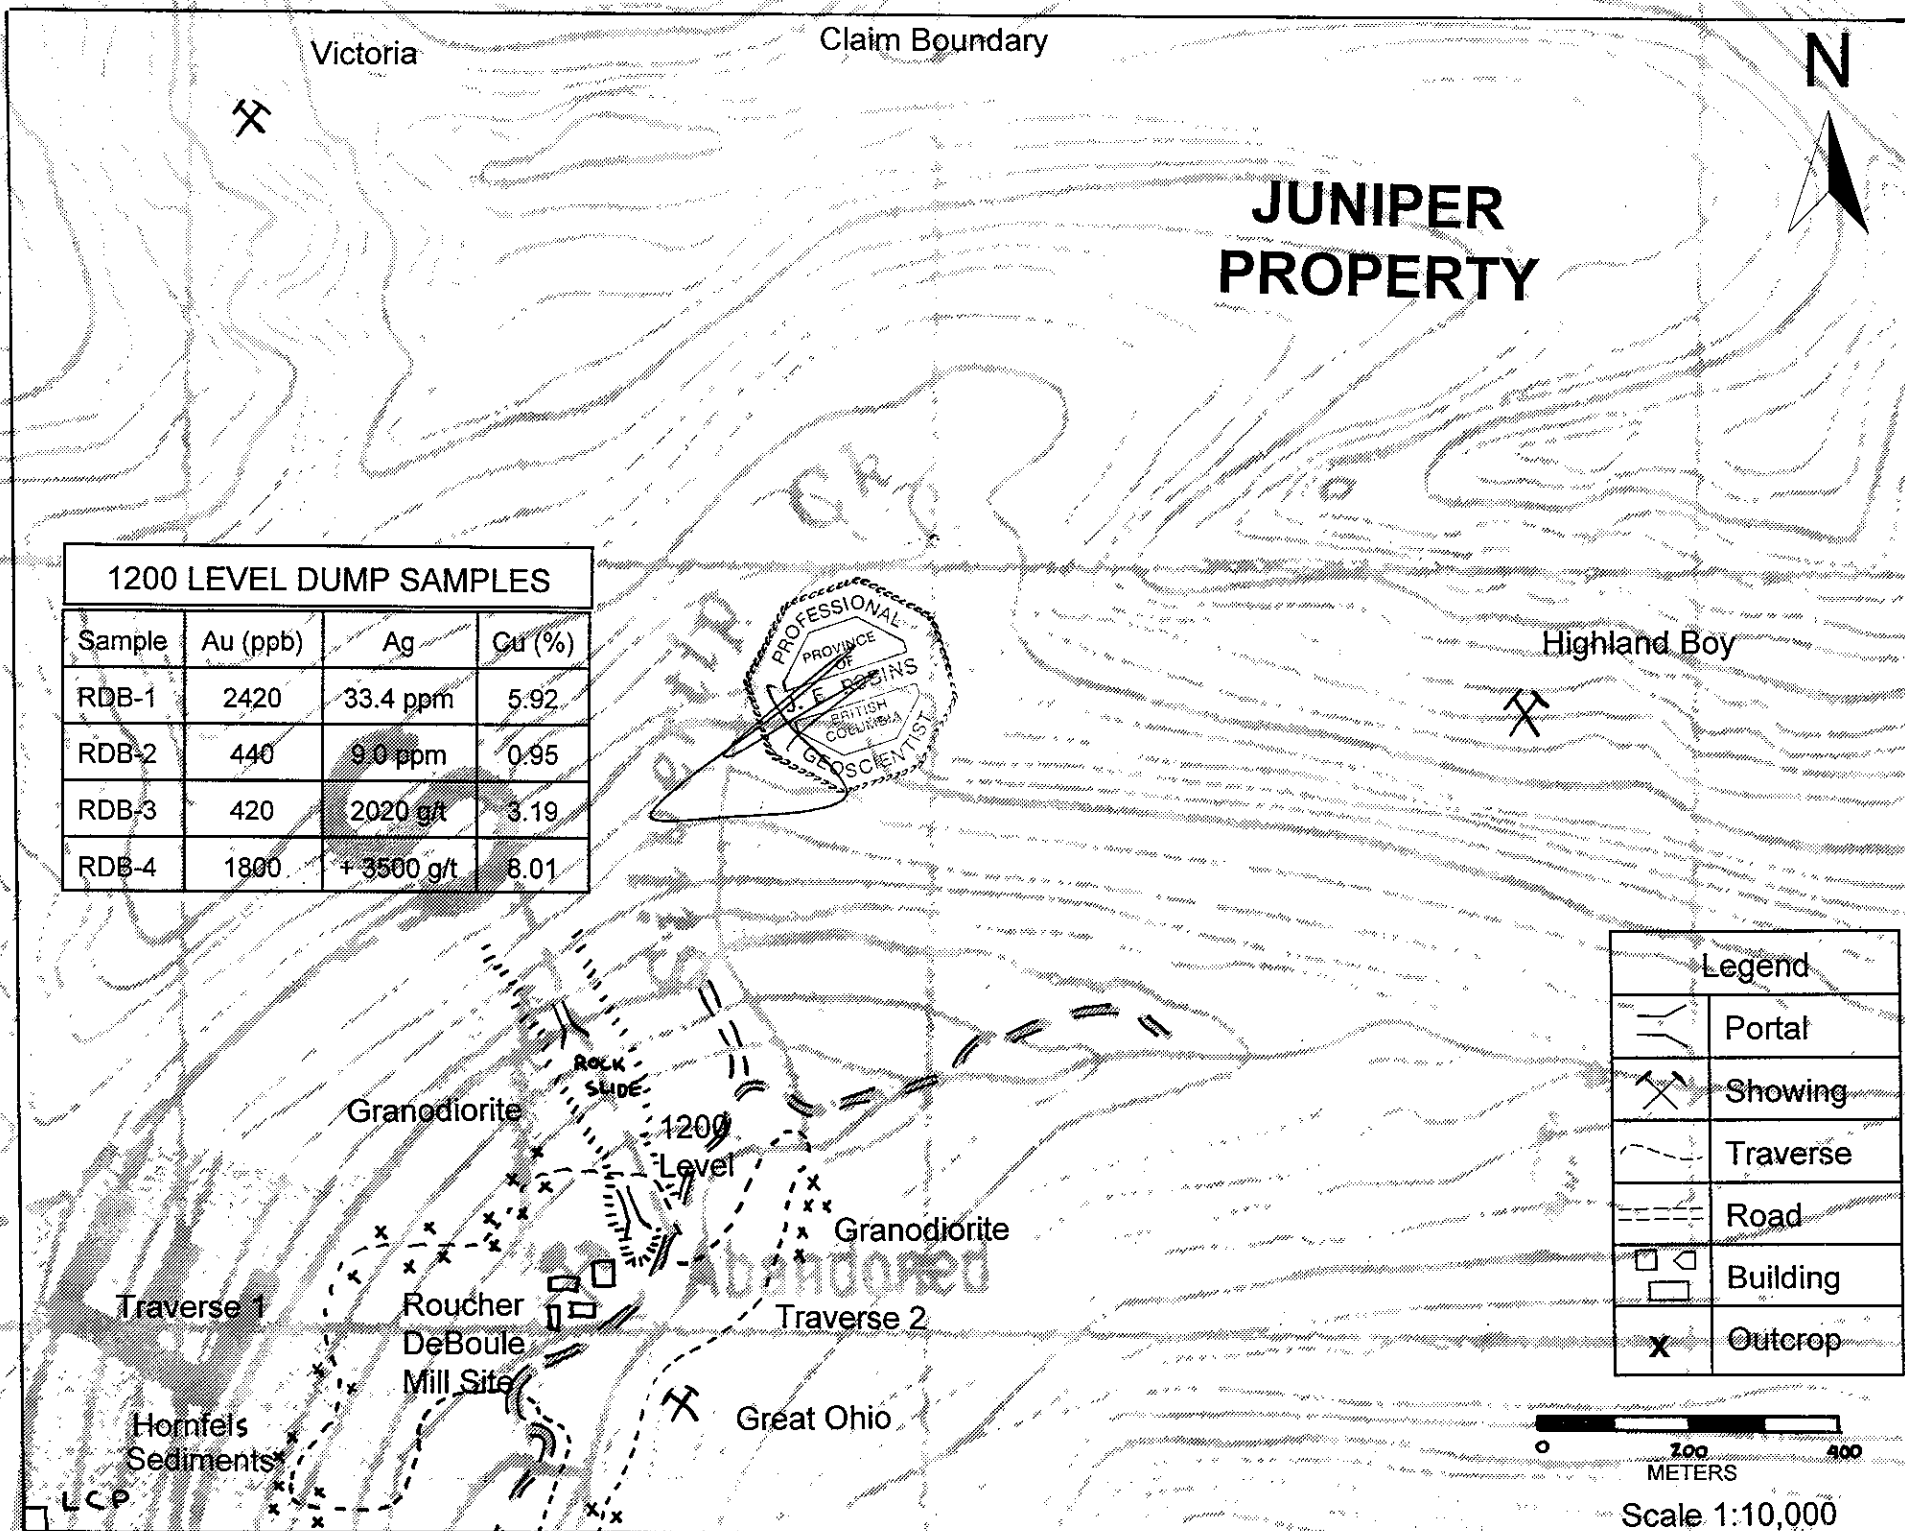 Victoria
Claim Boundary
N
JUNIPER
PROPERTY
Ck
1200 LEVEL DUMP SAMPLES
Sample Au (ppb) Ag Cu (%)
RDB-1 2420 33.4 ppm 5.92
RDB-2 440 9.0 ppm 0.95
RDB-3 420 2020 g/t 3.19
RDB-4 1800 + 3500 g/t 8.01
PROFESSIONAL
PROVINCE
OF
J. E. ROBINS
BRITISH
COLUMBIA
GEOSCIENTIST
Highland Boy
Legend
Portal
Showing
Traverse
Road
Building
Outcrop
ROCK
SLIDE
Granodiorite
1200
Level
Granodiorite
Abandoned
Traverse 1
Roucher
DeBoule
Mill Site
Traverse 2
Great Ohio
Hornfels
Sediments
LCP
0 200 400
METERS
Scale 1:10,000